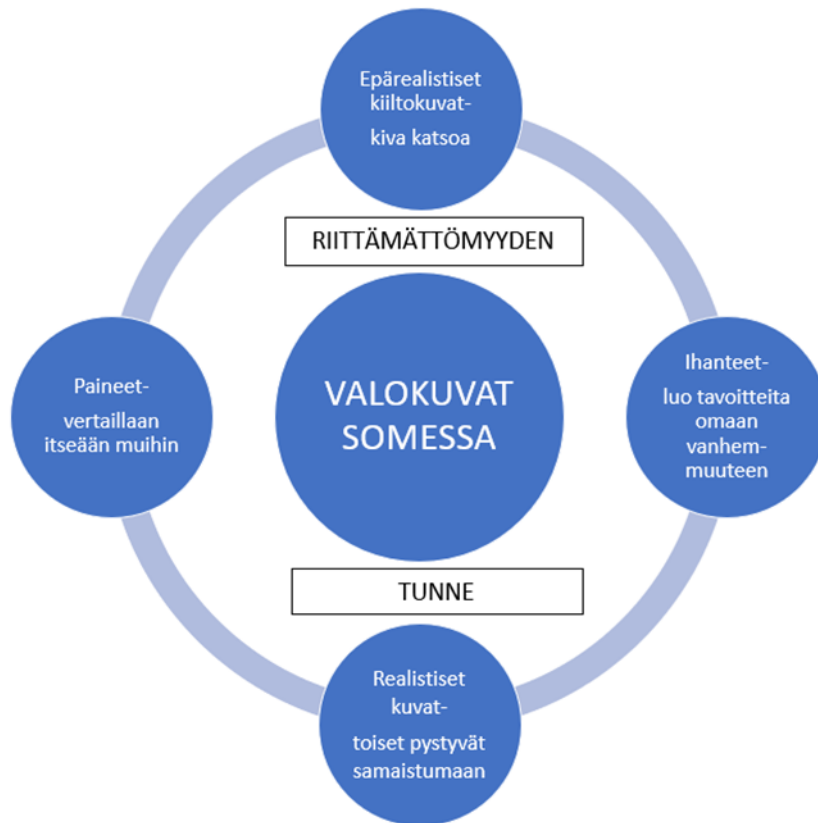 Epärealistiset
kiiltokuvat-
kiva katsoa
RIITTÄMÄTTÖMYYDEN
Paineet-
vertaillaan
itseään muihin
VALOKUVAT
SOMESSA
Ihanteet-
luo tavoitteita
omaan
vanhem-
muuteen
TUNNE
Realistiset
kuvat-
toiset pystyvät
samaistumaan